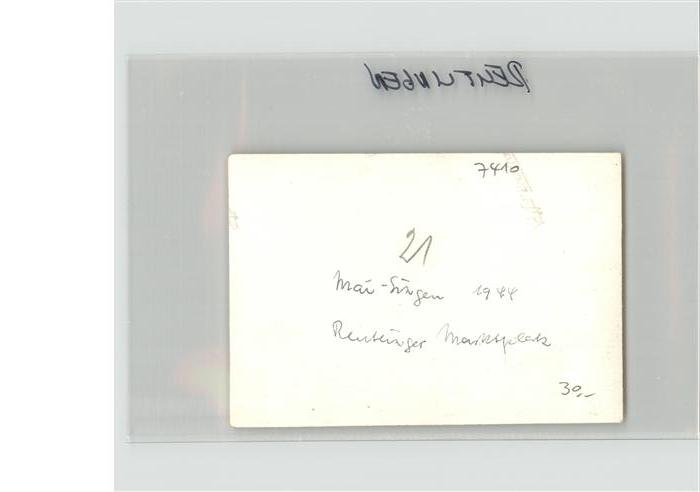 REUTLINGEN
7410
21
Mai-Singen 1944
Reutlinger Marktplatz
30,-